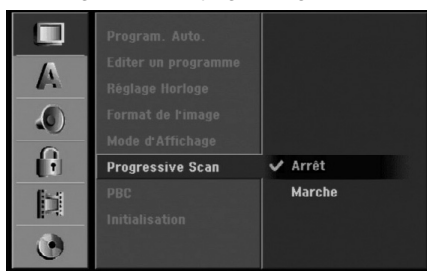 Program. Auto.
Editer un programme
Réglage Horloge
Format de l'image
Mode d'Affichage
Progressive Scan ✔ Arrêt
PBC Marche
Initialisation